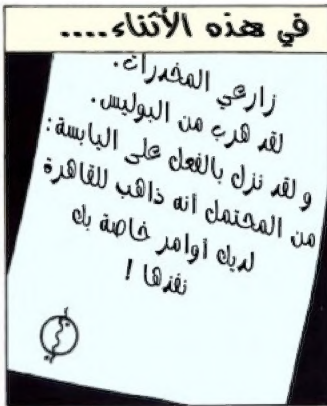 في هذه الأثناء....
زارعي المخدرات.
لقد هرب من البوليس.
و لقد نزل بالفعل على اليابسة:
من المحتمل أنه ذاهب للقاهرة
لديك أوامر خاصة بك
نفذها !